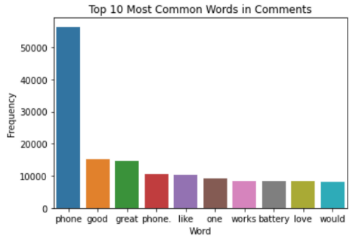 Top 10 Most Common Words in Comments
50000
40000
30000
20000
10000
0
Frequency
phone good great phone. like one works battery love would
Word